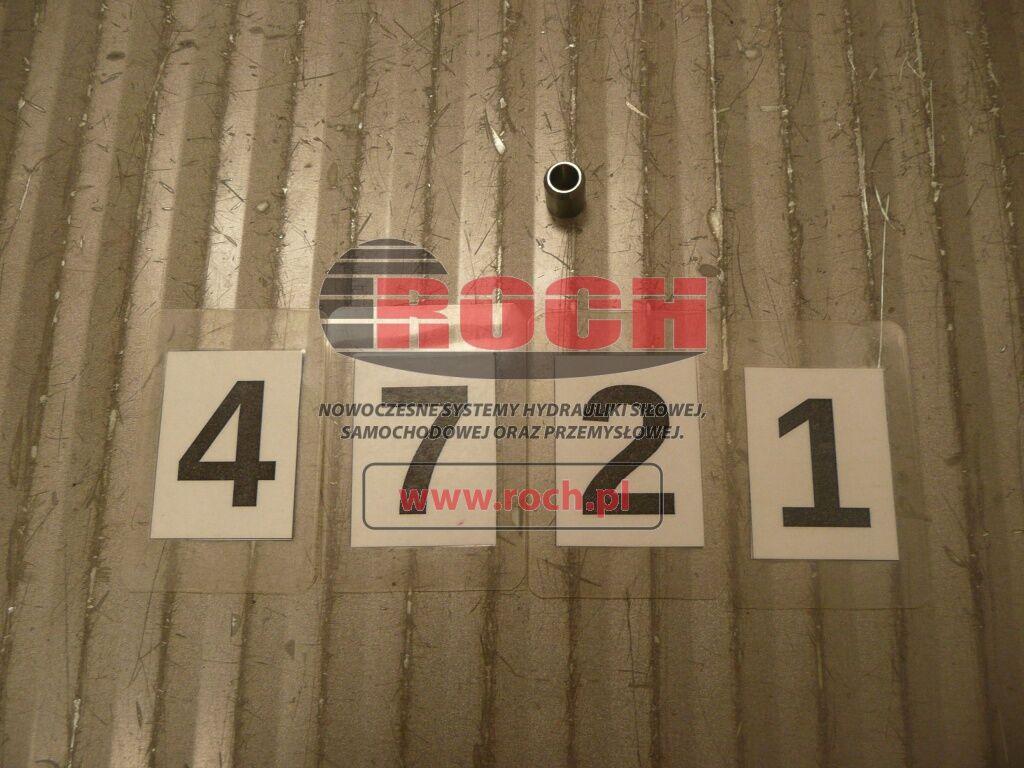 ROCH
NOWOCZESNE SYSTEMY HYDRAULIKI SIŁOWEJ,
SAMOCHODOWEJ ORAZ PRZEMYSŁOWEJ.
4 7 2 1
www.roch.pl